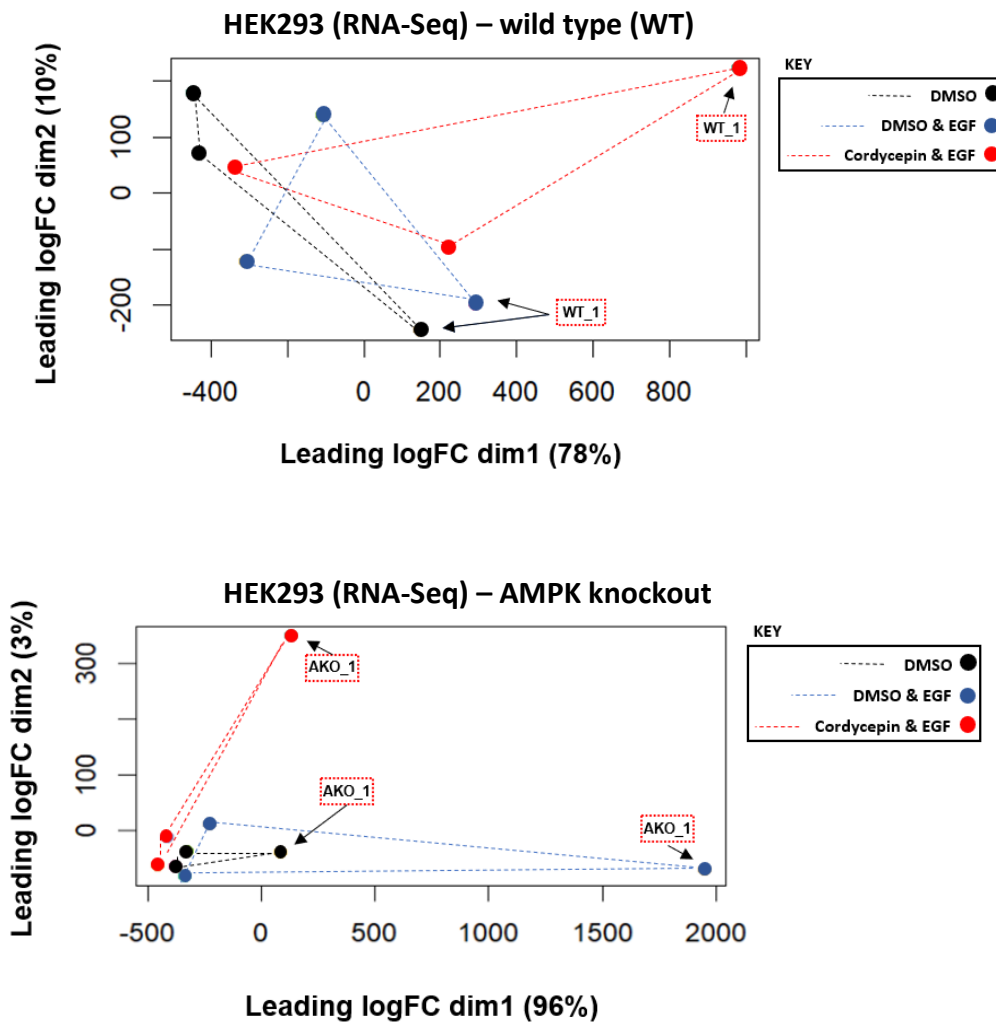 HEK293 (RNA-Seq) – wild type (WT)
Leading logFC dim2 (10%)
100
0
-200
-400
0
200
400
600
800
Leading logFC dim1 (78%)
WT_1
WT_1
KEY
DMSO
DMSO & EGF
Cordycepin & EGF
HEK293 (RNA-Seq) – AMPK knockout
Leading logFC dim2 (3%)
300
100
0
-500
0
500
1000
1500
2000
Leading logFC dim1 (96%)
AKO_1
AKO_1
AKO_1
KEY
DMSO
DMSO & EGF
Cordycepin & EGF